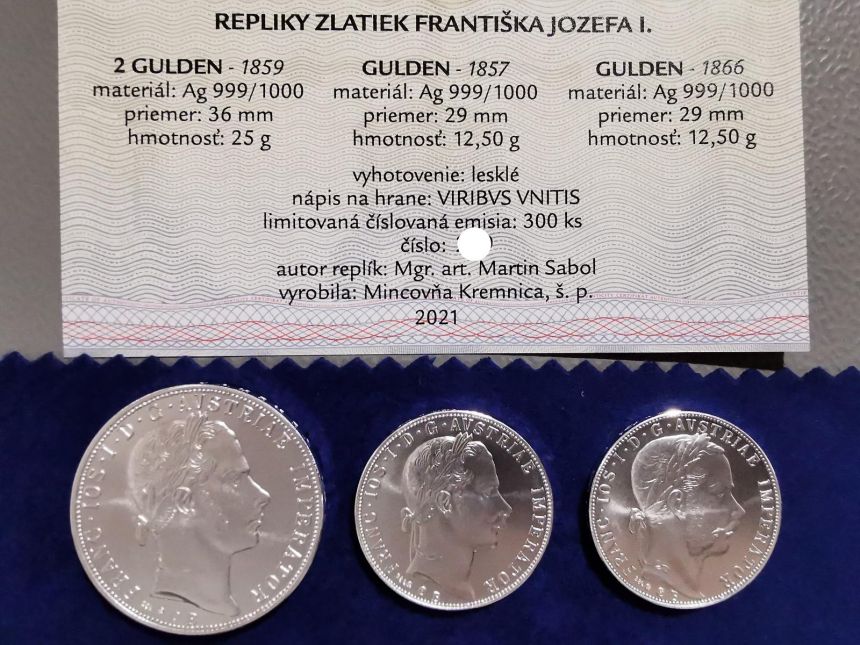 REPLIKY ZLATIEK FRANTIŠKA JOZEFA I.
2 GULDEN - 1859
materiál: Ag 999/1000
priemer: 36 mm
hmotnosť: 25 g
GULDEN - 1857
materiál: Ag 999/1000
priemer: 29 mm
hmotnosť: 12,50 g
GULDEN - 1866
materiál: Ag 999/1000
priemer: 29 mm
hmotnosť: 12,50 g
vyhotovenie: lesklé
nápis na hrane: VIRIBVS VNITIS
limitovaná číslovaná emisia: 300 ks
číslo:
autor replík: Mgr. art. Martin Sabol
vyrobila: Mincovňa Kremnica, š. p.
2021
FRANC·IOS·I·D·G·AVSTRIAE IMPERATOR
FRANC·IOS·I·D·G·AVSTRIAE IMPERATOR
FRANC·IOS·I·D·G·AVSTRIAE IMPERATOR